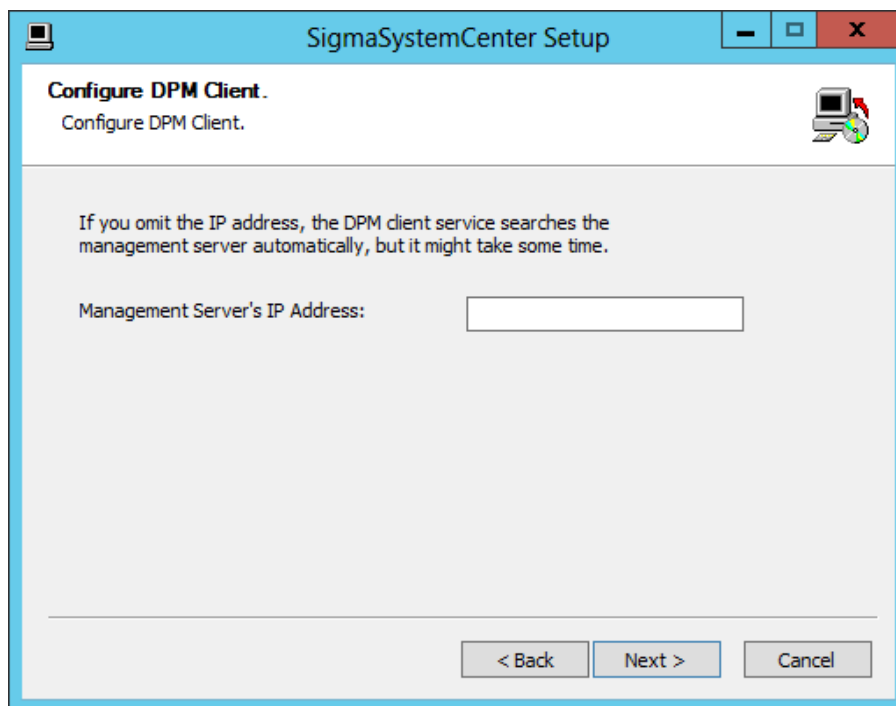 SigmaSystemCenter Setup
Configure DPM Client.
Configure DPM Client.
If you omit the IP address, the DPM client service searches the
management server automatically, but it might take some time.
Management Server's IP Address:
< Back Next > Cancel